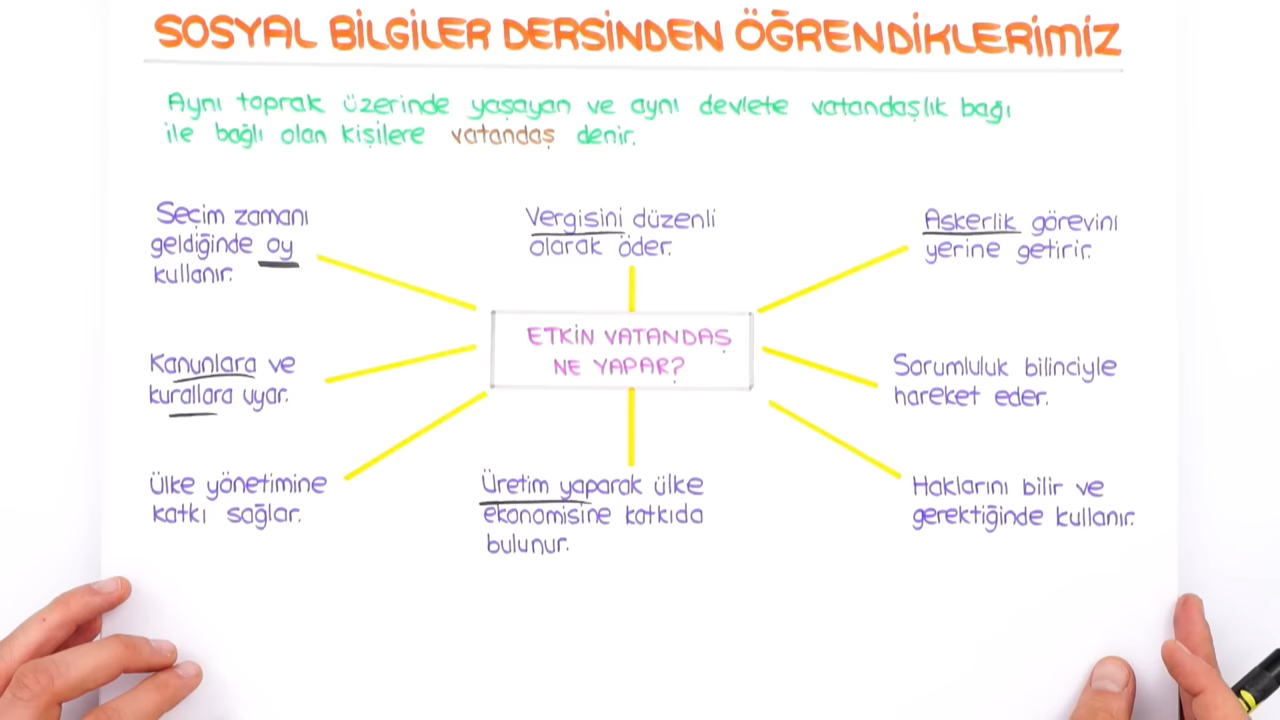 SOSYAL BİLGİLER DERSİNDEN ÖĞRENDİKLERİMİZ
Aynı toprak üzerinde yaşayan ve aynı devlete vatandaşlık bağı
ile bağlı olan kişilere vatandaş denir.
Seçim zamanı
geldiğinde oy
kullanır.
Vergisini düzenli
olarak öder.
Askerlik görevini
yerine getirir.
ETKİN VATANDAŞ
NE YAPAR?
Kanunlara ve
kurallara uyar.
Sorumluluk bilinciyle
hareket eder.
Ülke yönetimine
katkı sağlar.
Üretim yaparak ülke
ekonomisine katkıda
bulunur.
Haklarını bilir ve
gerektiğinde kullanır.